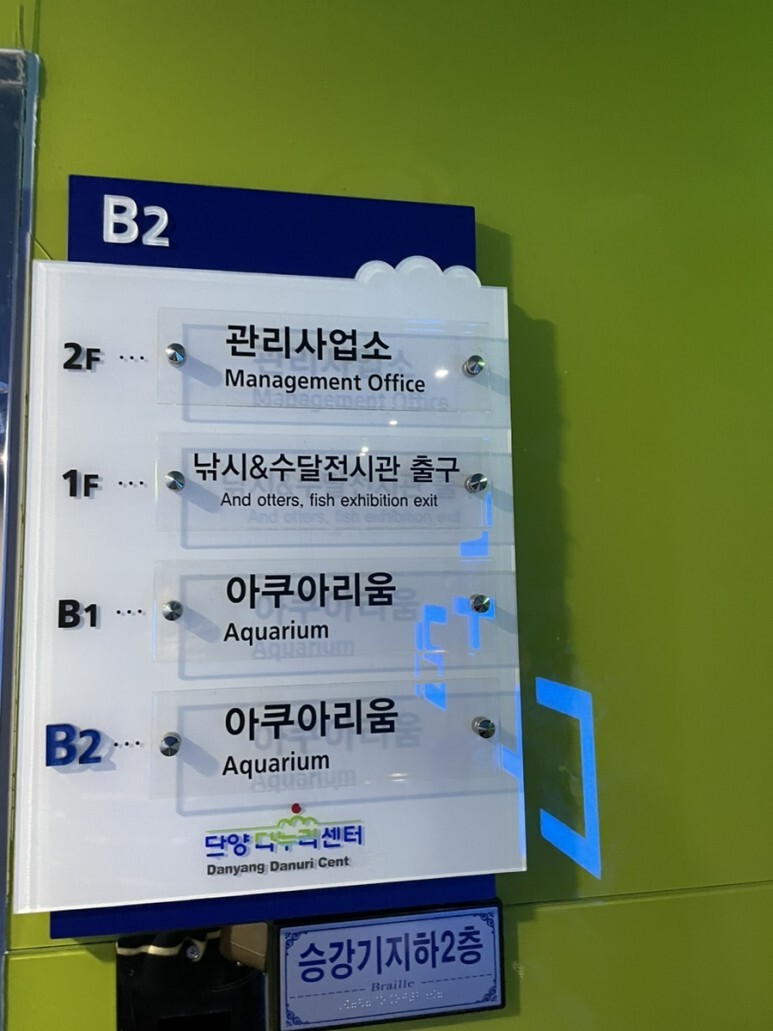 B2
2F ... 관리사업소
Management Office
1F ... 낚시&수달전시관 출구
And otters, fish exhibition exit
B1 ... 아쿠아리움
Aquarium
B2 ... 아쿠아리움
Aquarium
단양 다누리센터
Danyang Danuri Cent
승강기지하2층
Braille